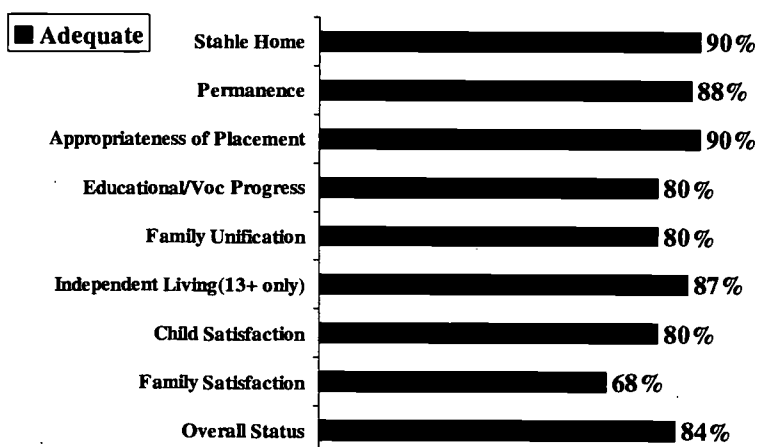 Adequate
Stable Home 90%
Permanence 88%
Appropriateness of Placement 90%
Educational/Voc Progress 80%
Family Unification 80%
Independent Living(13+ only) 87%
Child Satisfaction 80%
Family Satisfaction 68%
Overall Status 84%